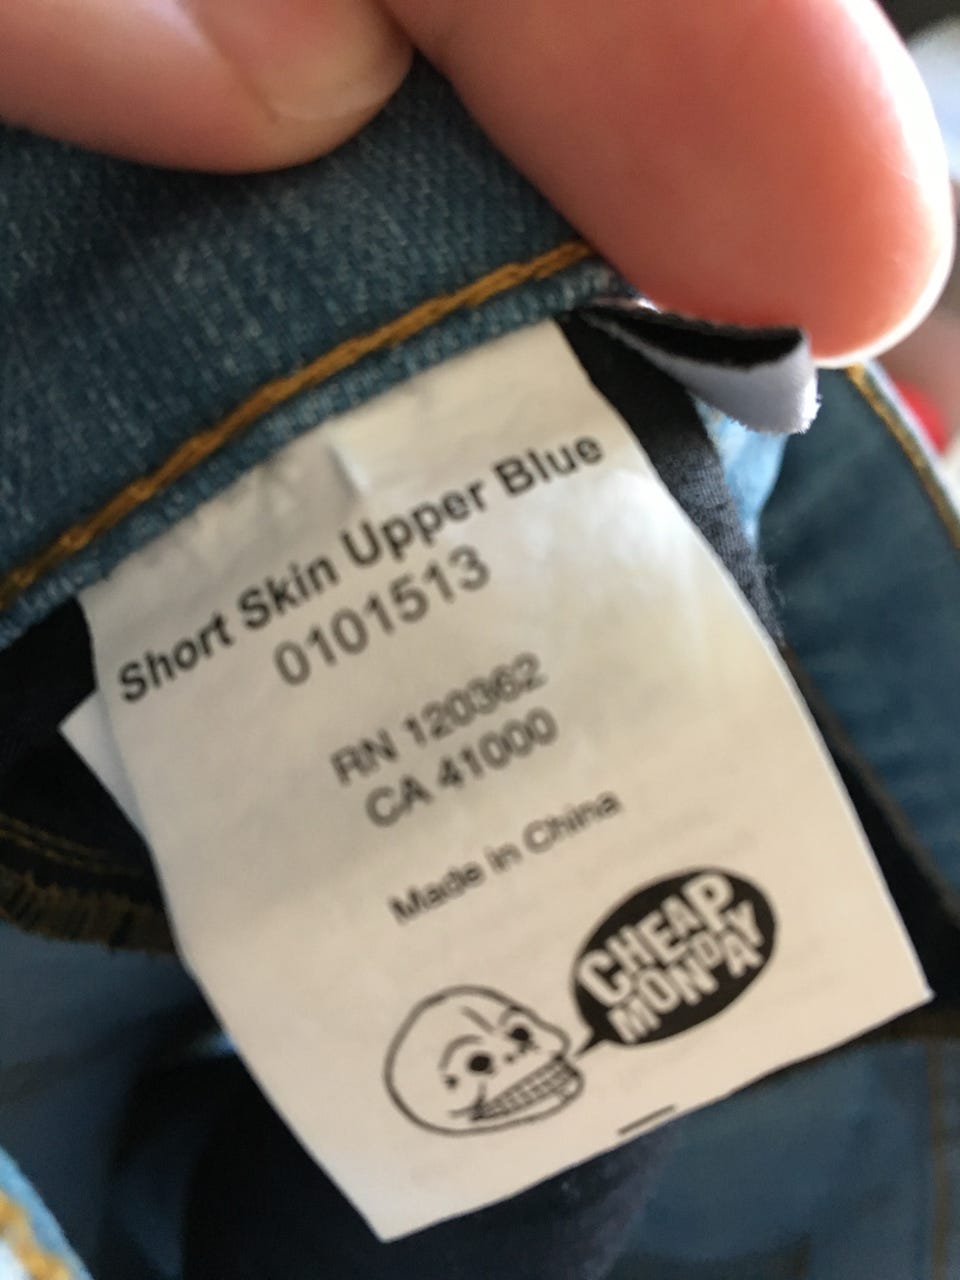 Short Skin Upper Blue
0101513
RN 120362
CA 41000
Made in China
CHEAP
MONDAY